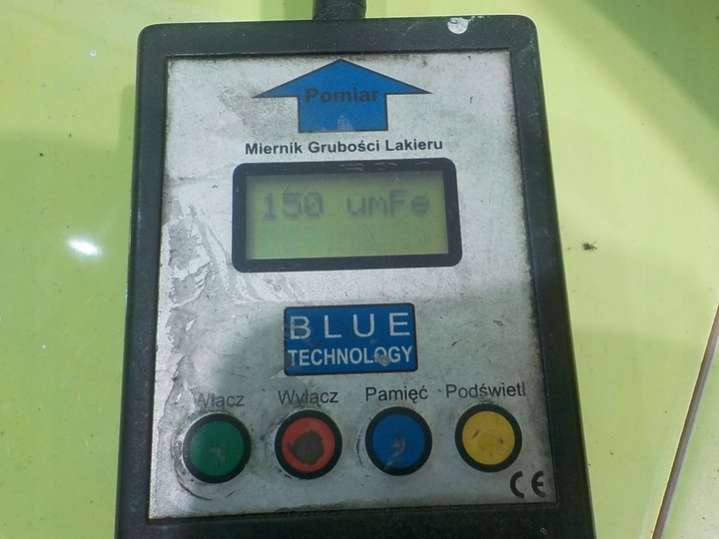 Pomiar
Miernik Grubości Lakieru
150 umFe
BLUE
TECHNOLOGY
Włącz Wyłącz Pamięć Podświetl
CE